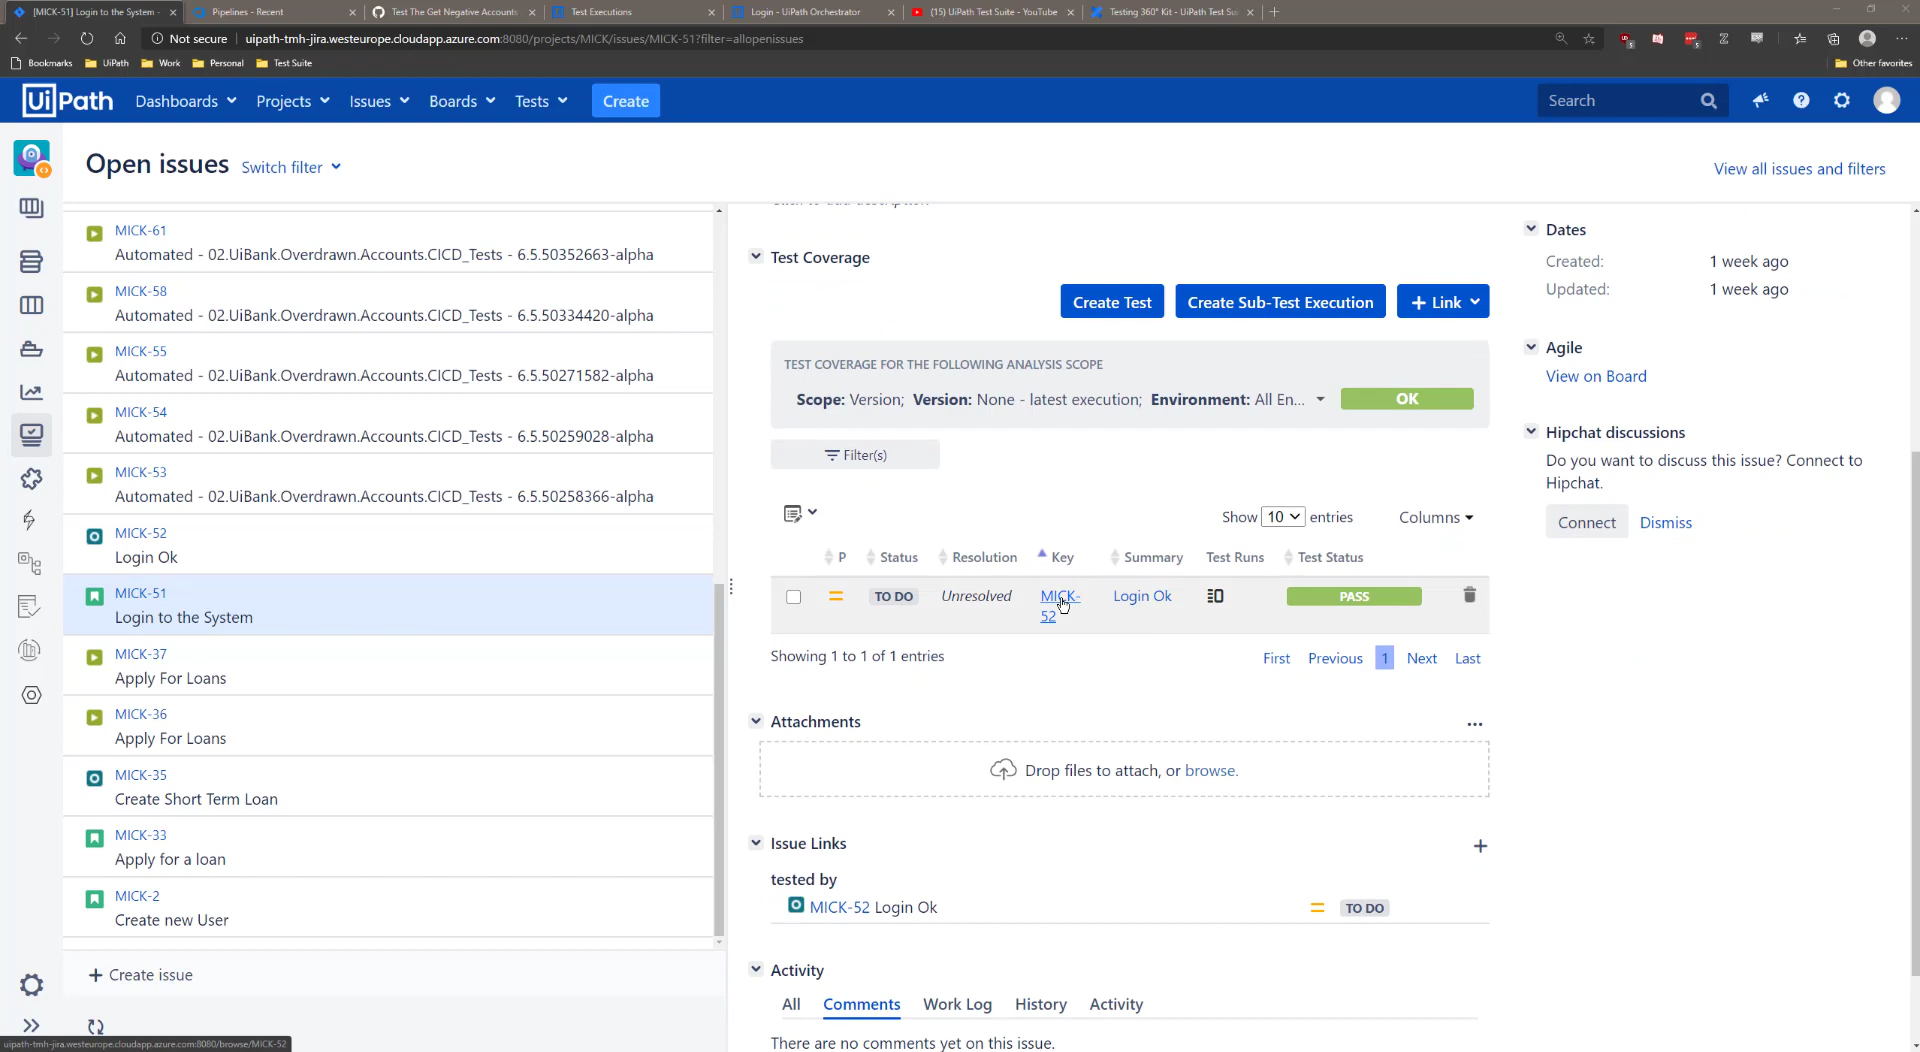 [MICK-51] Login to the System -
Pipelines - Recent
Test The Get Negative Accounts
Test Executions
Login - UiPath Orchestrator
(15) UiPath Test Suite - YouTube
Testing 360° Kit - UiPath Test Su
Not secure
uipath-tmh-jira.westeurope.cloudapp.azure.com:8080/projects/MICK/issues/MICK-51?filter=allopenissues
Bookmarks
UiPath
Work
Personal
Test Suite
Other favorites
UiPath
Dashboards
Projects
Issues
Boards
Tests
Create
Search
Open issues
Switch filter
View all issues and filters
MICK-61
Automated - 02.UiBank.Overdrawn.Accounts.CICD_Tests - 6.5.50352663-alpha
MICK-58
Automated - 02.UiBank.Overdrawn.Accounts.CICD_Tests - 6.5.50334420-alpha
MICK-55
Automated - 02.UiBank.Overdrawn.Accounts.CICD_Tests - 6.5.50271582-alpha
MICK-54
Automated - 02.UiBank.Overdrawn.Accounts.CICD_Tests - 6.5.50259028-alpha
MICK-53
Automated - 02.UiBank.Overdrawn.Accounts.CICD_Tests - 6.5.50258366-alpha
MICK-52
Login Ok
MICK-51
Login to the System
MICK-37
Apply For Loans
MICK-36
Apply For Loans
MICK-35
Create Short Term Loan
MICK-33
Apply for a loan
MICK-2
Create new User
+ Create issue
uipath-tmh-jira.westeurope.cloudapp.azure.com:8080/browse/MICK-52
Test Coverage
Create Test
Create Sub-Test Execution
+ Link
TEST COVERAGE FOR THE FOLLOWING ANALYSIS SCOPE
Scope: Version; Version: None - latest execution; Environment: All En...
OK
Filter(s)
Show 10 entries
Columns
P Status Resolution Key Summary Test Runs Test Status
TO DO Unresolved MICK- Login Ok PASS
52
Showing 1 to 1 of 1 entries
First Previous 1 Next Last
Attachments
Drop files to attach, or browse.
Issue Links
tested by
MICK-52 Login Ok
TO DO
Activity
All Comments Work Log History Activity
There are no comments yet on this issue.
Dates
Created: 1 week ago
Updated: 1 week ago
Agile
View on Board
Hipchat discussions
Do you want to discuss this issue? Connect to
Hipchat.
Connect
Dismiss